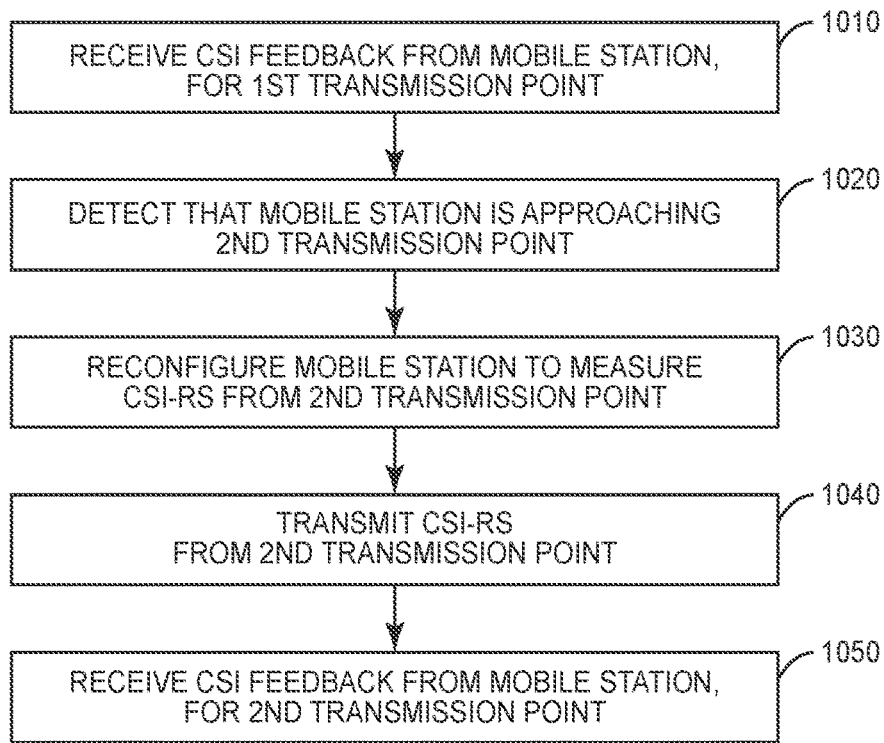 1010
RECEIVE CSI FEEDBACK FROM MOBILE STATION,
FOR 1ST TRANSMISSION POINT
1020
DETECT THAT MOBILE STATION IS APPROACHING
2ND TRANSMISSION POINT
1030
RECONFIGURE MOBILE STATION TO MEASURE
CSI-RS FROM 2ND TRANSMISSION POINT
1040
TRANSMIT CSI-RS
FROM 2ND TRANSMISSION POINT
1050
RECEIVE CSI FEEDBACK FROM MOBILE STATION,
FOR 2ND TRANSMISSION POINT